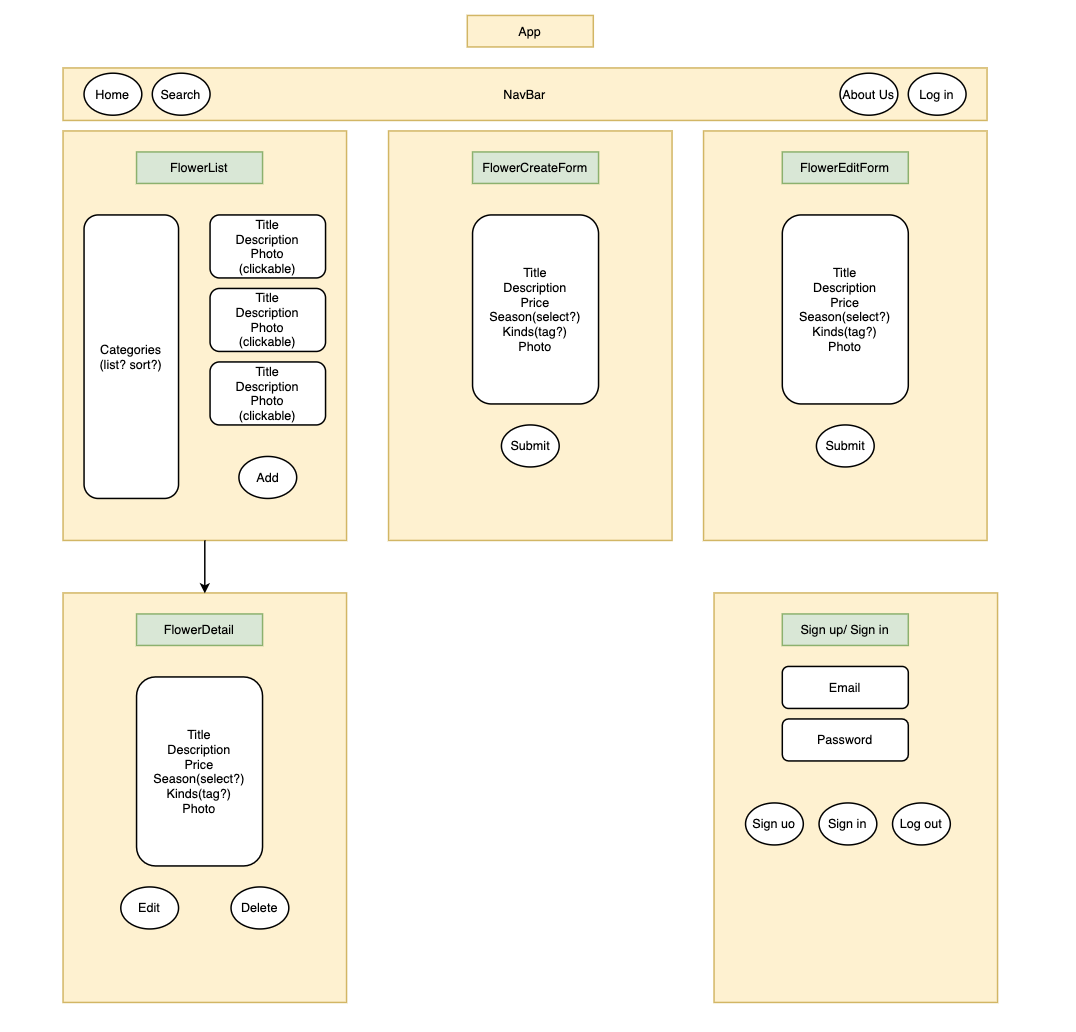 App
Home
Search
NavBar
About Us
Log in
FlowerList
Categories
(list? sort?)
Title
Description
Photo
(clickable)
Title
Description
Photo
(clickable)
Title
Description
Photo
(clickable)
Add
FlowerCreateForm
Title
Description
Price
Season(select?)
Kinds(tag?)
Photo
Submit
FlowerEditForm
Title
Description
Price
Season(select?)
Kinds(tag?)
Photo
Submit
FlowerDetail
Title
Description
Price
Season(select?)
Kinds(tag?)
Photo
Edit
Delete
Sign up/ Sign in
Email
Password
Sign uo
Sign in
Log out